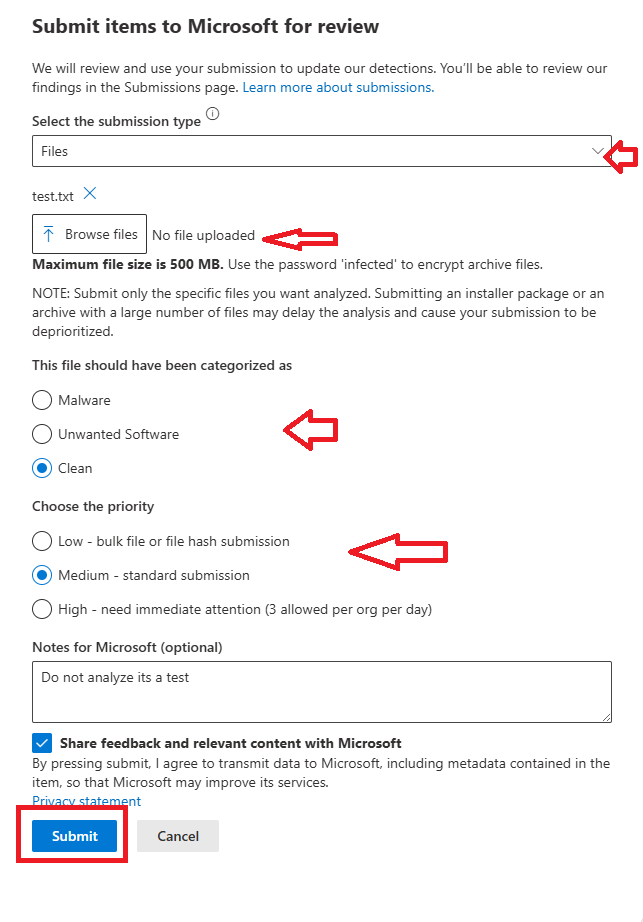 Submit items to Microsoft for review
We will review and use your submission to update our detections. You'll be able to review our
findings in the Submissions page. Learn more about submissions.
Select the submission type
Files
test.txt
Browse files No file uploaded
Maximum file size is 500 MB. Use the password 'infected' to encrypt archive files.
NOTE: Submit only the specific files you want analyzed. Submitting an installer package or an
archive with a large number of files may delay the analysis and cause your submission to be
deprioritized.
This file should have been categorized as
Malware
Unwanted Software
Clean
Choose the priority
Low - bulk file or file hash submission
Medium - standard submission
High - need immediate attention (3 allowed per org per day)
Notes for Microsoft (optional)
Do not analyze its a test
Share feedback and relevant content with Microsoft
By pressing submit, I agree to transmit data to Microsoft, including metadata contained in the
item, so that Microsoft may improve its services.
Privacy statement
Submit Cancel